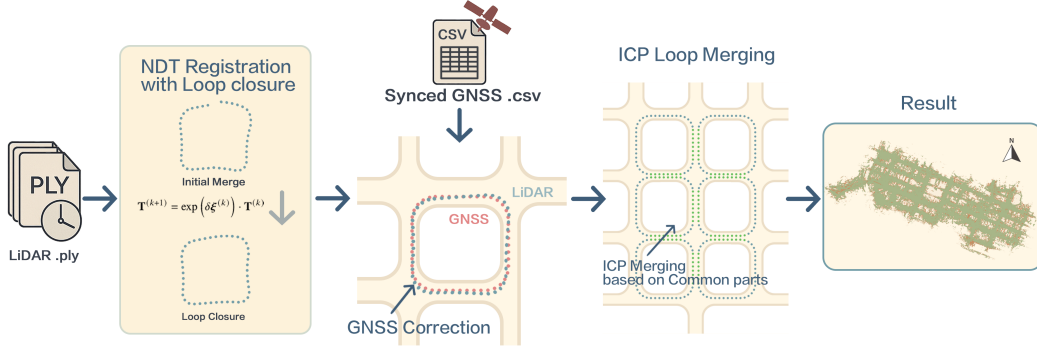 PLY
LiDAR .ply
NDT Registration
with Loop closure
Initial Merge
T^{(k+1)} = exp (δξ^{(k)}) · T^{(k)}
Loop Closure
CSV
Synced GNSS .csv
LiDAR
GNSS
GNSS Correction
ICP Loop Merging
ICP Merging
based on Common parts
Result
N